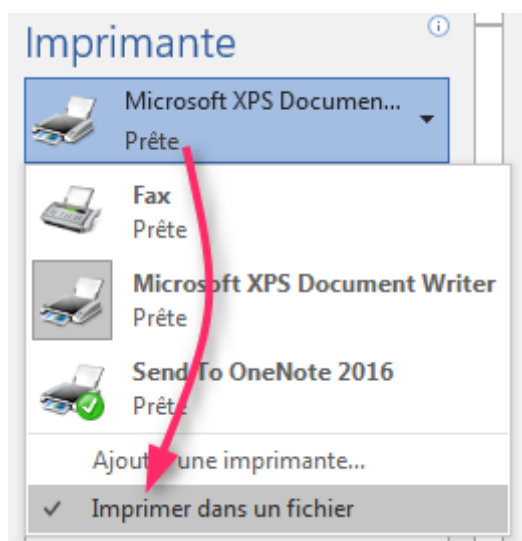 Imprimante
Microsoft XPS Documen...
Prête
Fax
Prête
Microsoft XPS Document Writer
Prête
Send To OneNote 2016
Prête
Ajouter une imprimante...
Imprimer dans un fichier